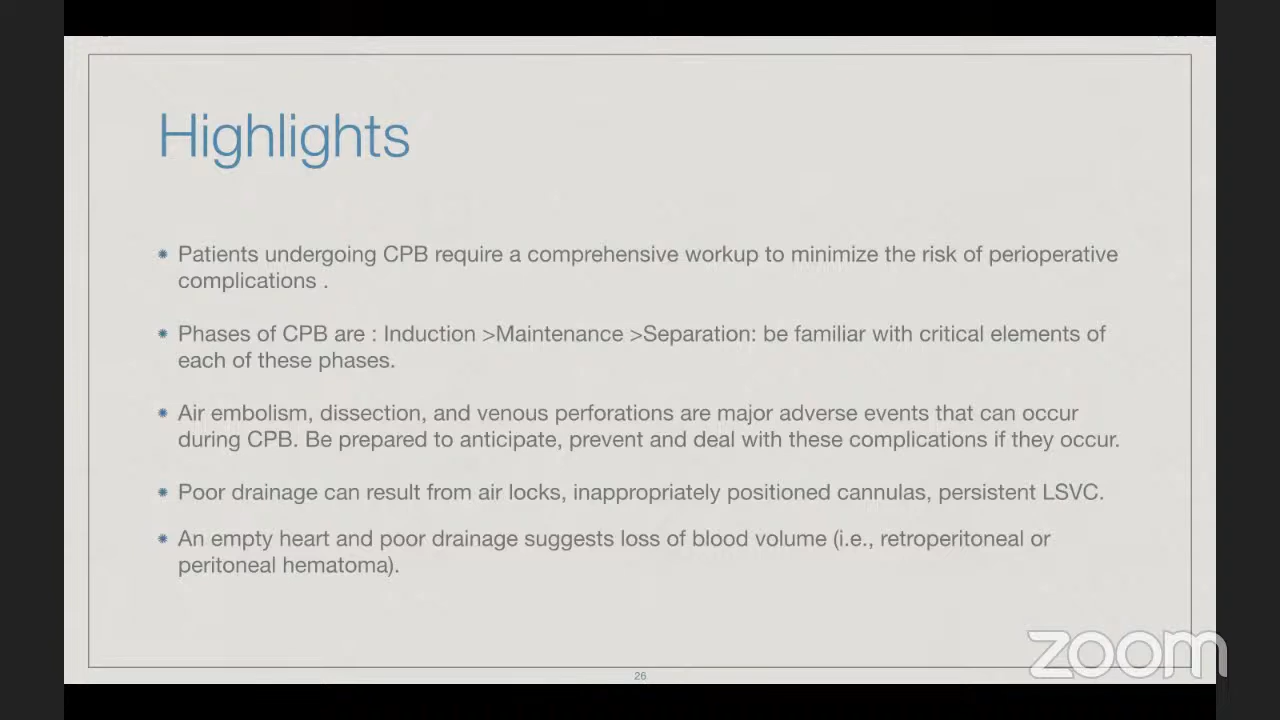 Highlights
Patients undergoing CPB require a comprehensive workup to minimize the risk of perioperative
complications .
Phases of CPB are : Induction >Maintenance >Separation: be familiar with critical elements of
each of these phases.
Air embolism, dissection, and venous perforations are major adverse events that can occur
during CPB. Be prepared to anticipate, prevent and deal with these complications if they occur.
Poor drainage can result from air locks, inappropriately positioned cannulas, persistent LSVC.
An empty heart and poor drainage suggests loss of blood volume (i.e., retroperitoneal or
peritoneal hematoma).
zoom
26